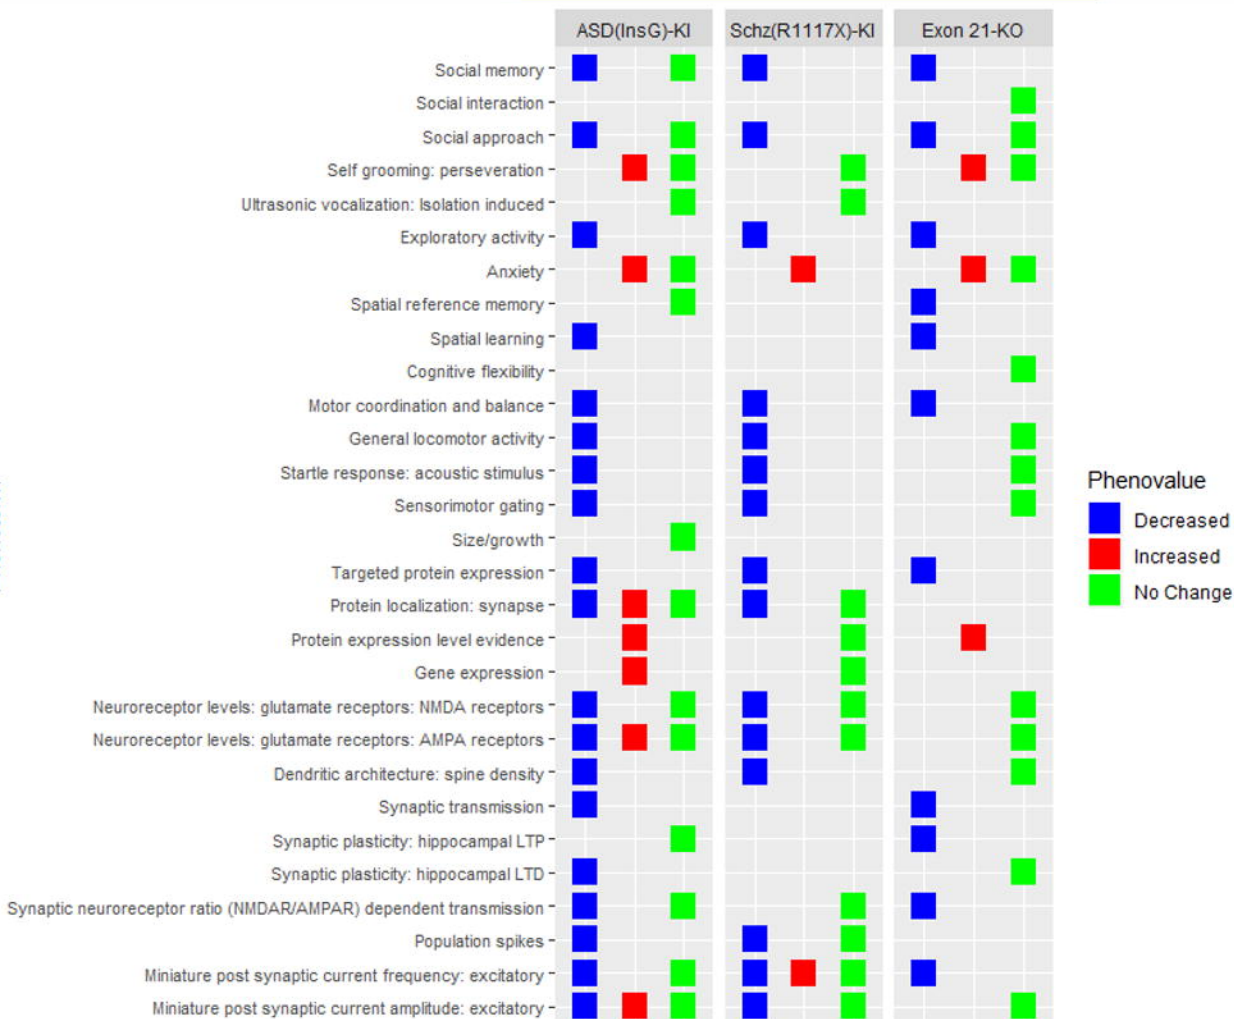 ASD(InsG)-KI Schz(R1117X)-KI Exon 21-KO
Social memory
Social interaction
Social approach
Self grooming: perseveration
Ultrasonic vocalization: Isolation induced
Exploratory activity
Anxiety
Spatial reference memory
Spatial learning
Cognitive flexibility
Motor coordination and balance
General locomotor activity
Startle response: acoustic stimulus
Sensorimotor gating
Size/growth
Targeted protein expression
Protein localization: synapse
Protein expression level evidence
Gene expression
Neuroreceptor levels: glutamate receptors: NMDA receptors
Neuroreceptor levels: glutamate receptors: AMPA receptors
Dendritic architecture: spine density
Synaptic transmission
Synaptic plasticity: hippocampal LTP
Synaptic plasticity: hippocampal LTD
Synaptic neuroreceptor ratio (NMDAR/AMPAR) dependent transmission
Population spikes
Miniature post synaptic current frequency: excitatory
Miniature post synaptic current amplitude: excitatory
Phenovalue
Decreased
Increased
No Change